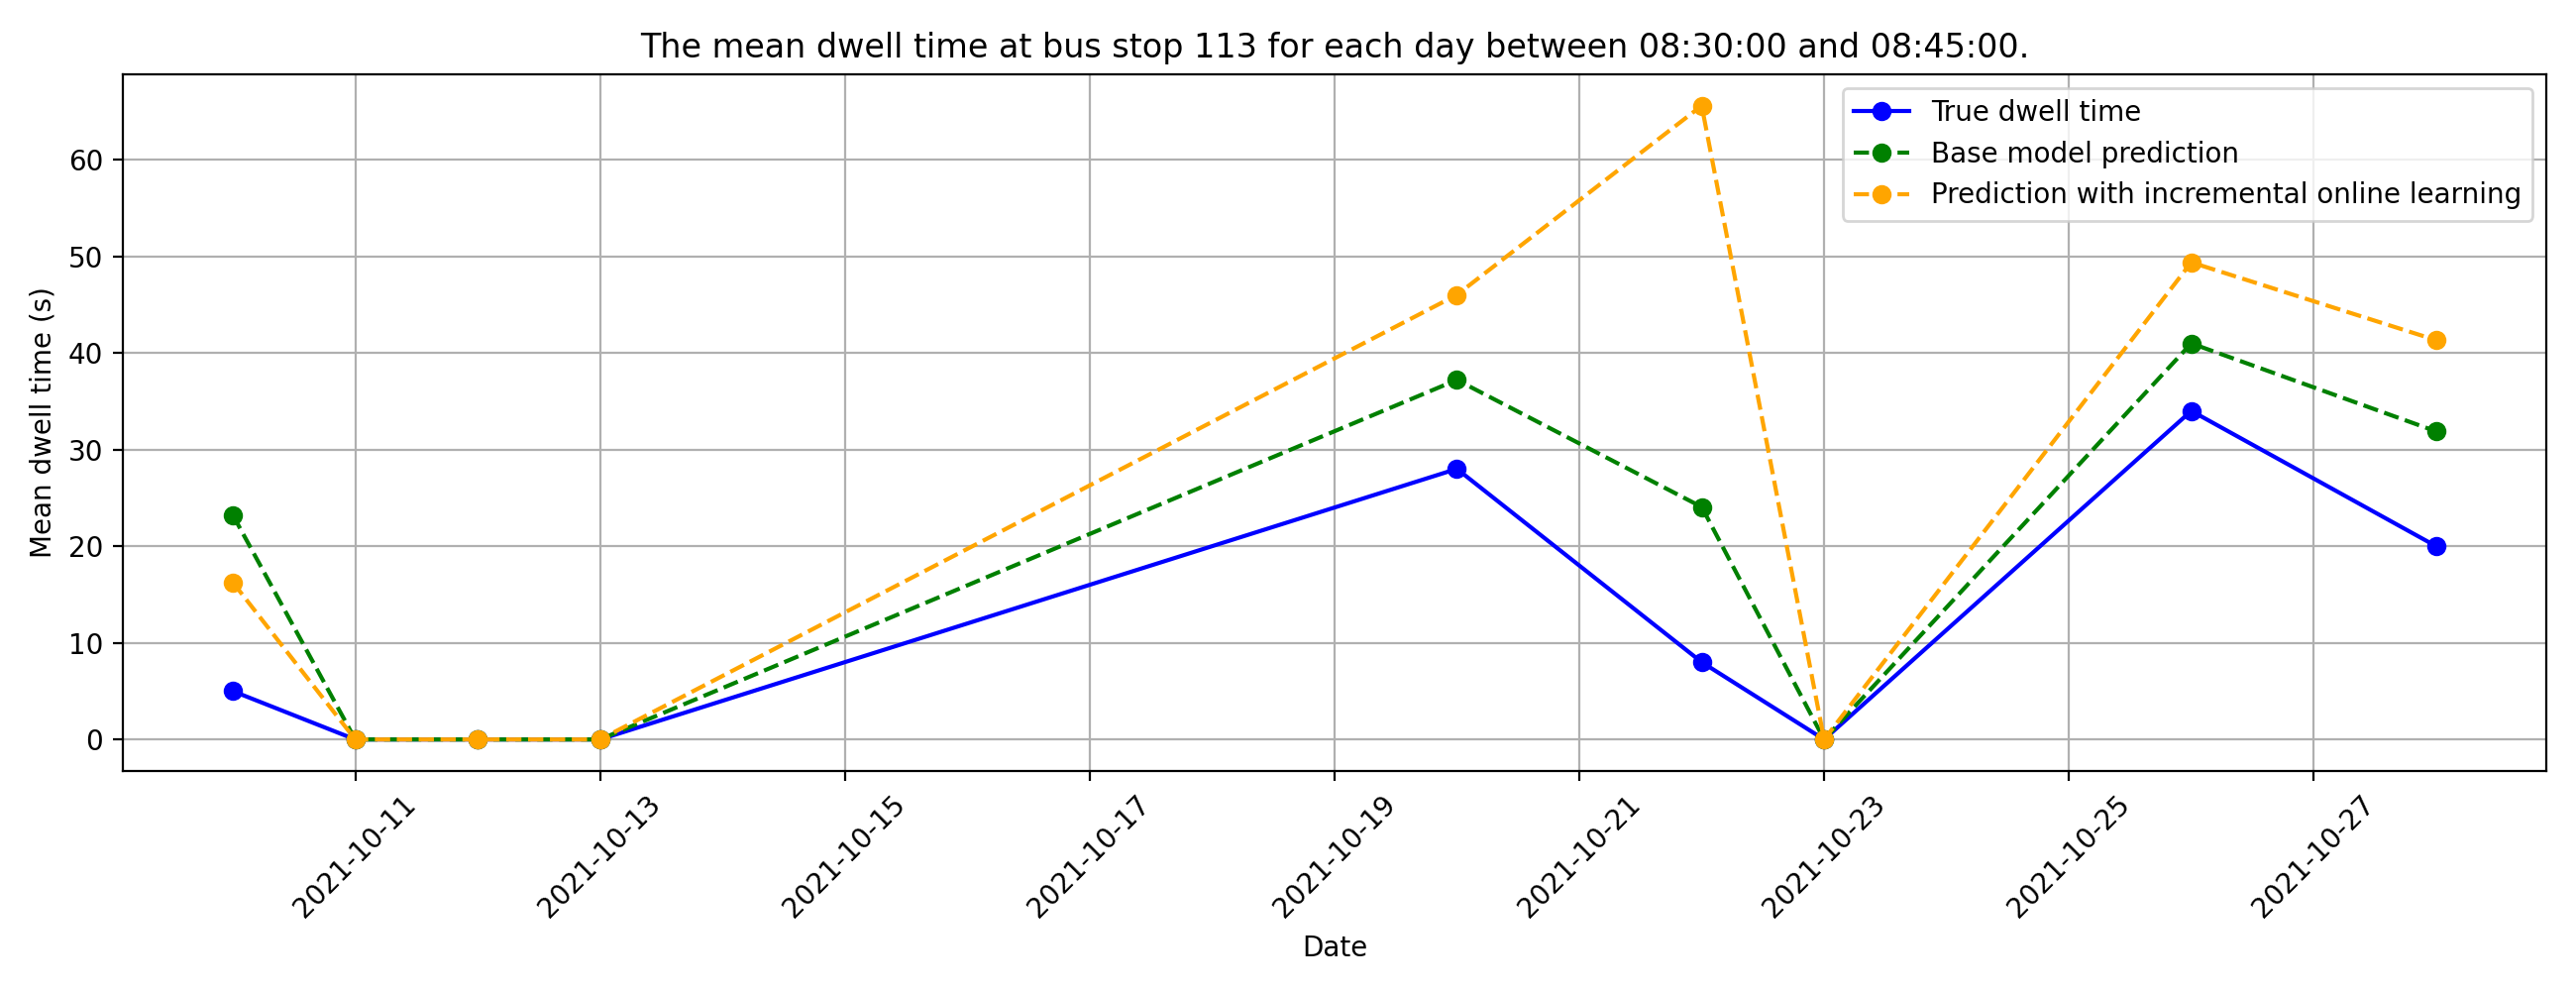 The mean dwell time at bus stop 113 for each day between 08:30:00 and 08:45:00.
True dwell time
Base model prediction
Prediction with incremental online learning
Mean dwell time (s)
60
50
40
30
20
10
0
2021-10-11
2021-10-13
2021-10-15
2021-10-17
2021-10-19
2021-10-21
2021-10-23
2021-10-25
2021-10-27
Date